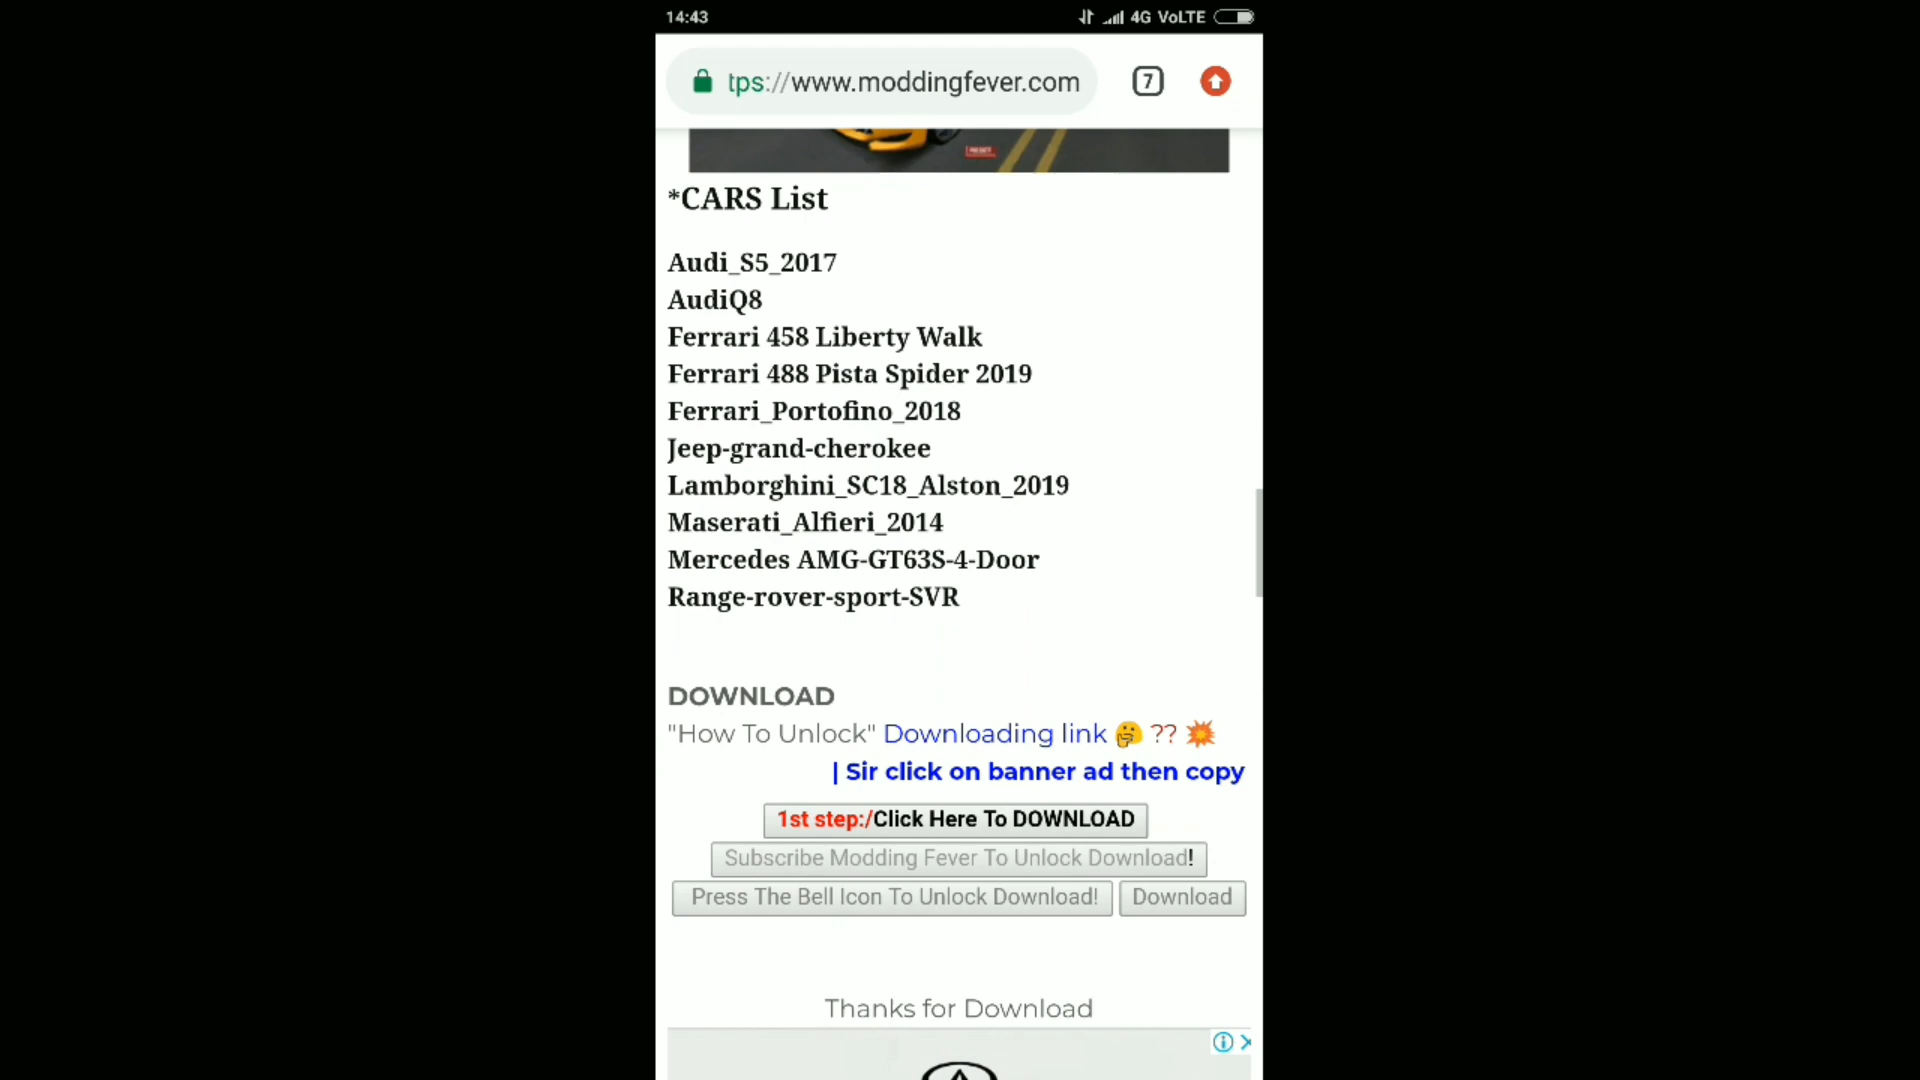 14:43
4G VoLTE
tps://www.moddingfever.com
7
RESET
*CARS List
Audi_S5_2017
AudiQ8
Ferrari 458 Liberty Walk
Ferrari 488 Pista Spider 2019
Ferrari_Portofino_2018
Jeep-grand-cherokee
Lamborghini_SC18_Alston_2019
Maserati_Alfieri_2014
Mercedes AMG-GT63S-4-Door
Range-rover-sport-SVR
DOWNLOAD
"How To Unlock" Downloading link 🤔 ?? 💥
| Sir click on banner ad then copy
1st step:/Click Here To DOWNLOAD
Subscribe Modding Fever To Unlock Download!
Press The Bell Icon To Unlock Download! Download
Thanks for Download